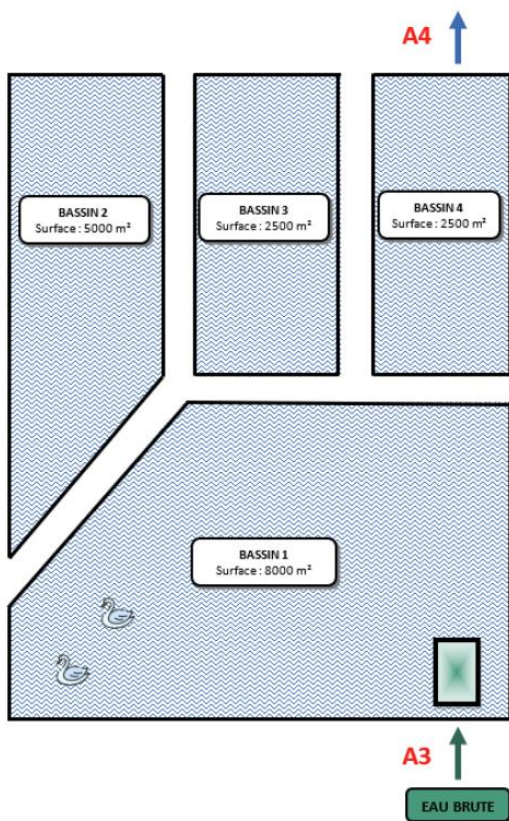 A4
BASSIN 2
Surface : 5000 m²
BASSIN 3
Surface : 2500 m²
BASSIN 4
Surface : 2500 m²
BASSIN 1
Surface : 8000 m²
A3
EAU BRUTE